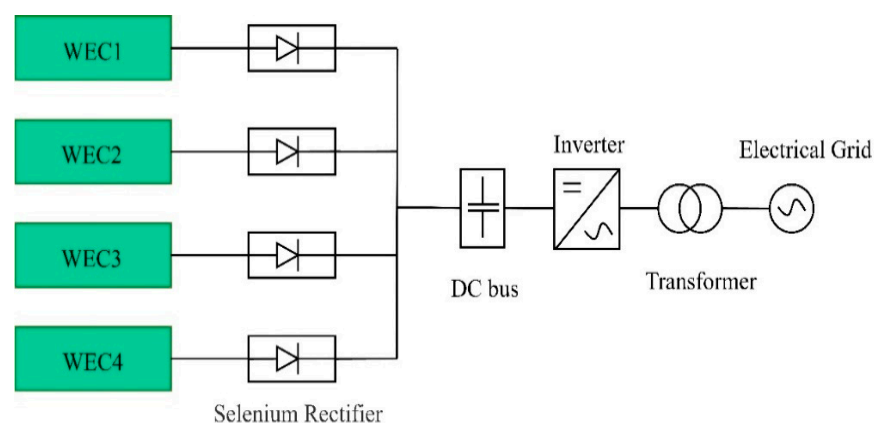 WEC1
WEC2
WEC3
WEC4
Selenium Rectifier
DC bus
Inverter
Transformer
Electrical Grid